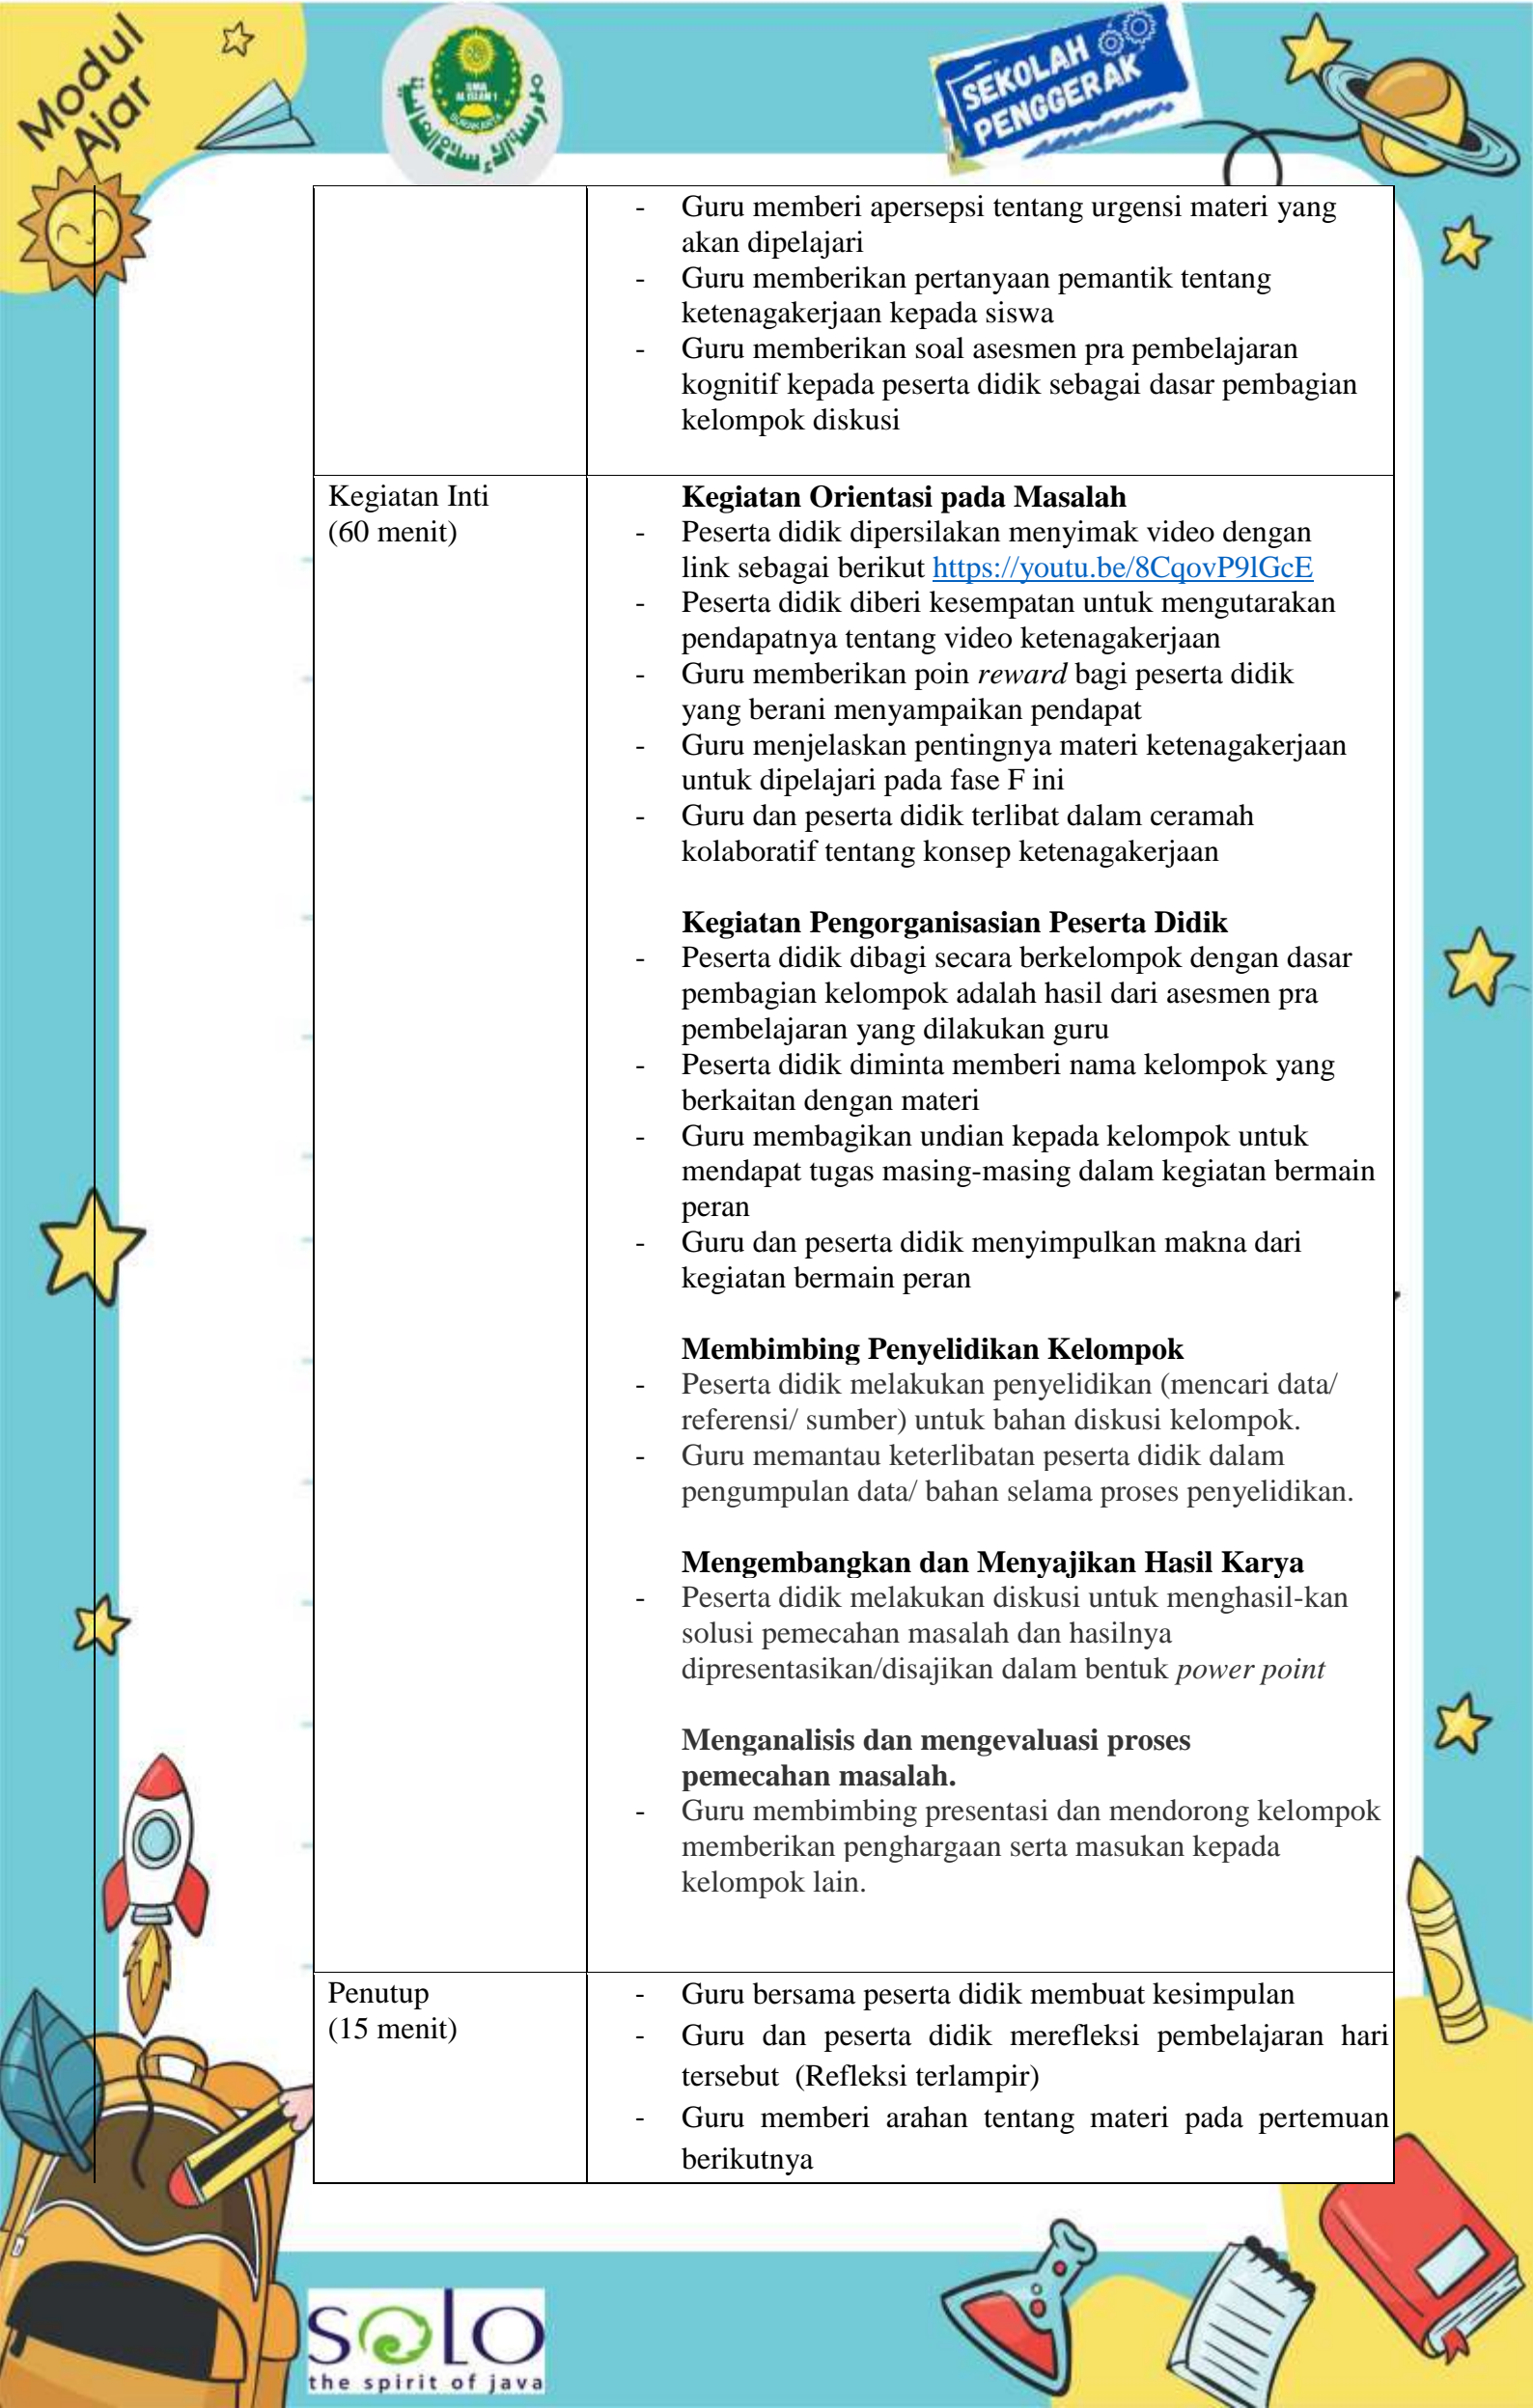 Modul
Ajar
SMA
AL ISLAM 1
SURAKARTA
SEKOLAH
PENGGERAK
- Guru memberi apersepsi tentang urgensi materi yang
akan dipelajari
- Guru memberikan pertanyaan pemantik tentang
ketenagakerjaan kepada siswa
- Guru memberikan soal asesmen pra pembelajaran
kognitif kepada peserta didik sebagai dasar pembagian
kelompok diskusi
Kegiatan Inti
(60 menit)
Kegiatan Orientasi pada Masalah
- Peserta didik dipersilakan menyimak video dengan
link sebagai berikut https://youtu.be/8CqovP9lGcE
- Peserta didik diberi kesempatan untuk mengutarakan
pendapatnya tentang video ketenagakerjaan
- Guru memberikan poin reward bagi peserta didik
yang berani menyampaikan pendapat
- Guru menjelaskan pentingnya materi ketenagakerjaan
untuk dipelajari pada fase F ini
- Guru dan peserta didik terlibat dalam ceramah
kolaboratif tentang konsep ketenagakerjaan
Kegiatan Pengorganisasian Peserta Didik
- Peserta didik dibagi secara berkelompok dengan dasar
pembagian kelompok adalah hasil dari asesmen pra
pembelajaran yang dilakukan guru
- Peserta didik diminta memberi nama kelompok yang
berkaitan dengan materi
- Guru membagikan undian kepada kelompok untuk
mendapat tugas masing-masing dalam kegiatan bermain
peran
- Guru dan peserta didik menyimpulkan makna dari
kegiatan bermain peran
Membimbing Penyelidikan Kelompok
- Peserta didik melakukan penyelidikan (mencari data/
referensi/ sumber) untuk bahan diskusi kelompok.
- Guru memantau keterlibatan peserta didik dalam
pengumpulan data/ bahan selama proses penyelidikan.
Mengembangkan dan Menyajikan Hasil Karya
- Peserta didik melakukan diskusi untuk menghasil-kan
solusi pemecahan masalah dan hasilnya
dipresentasikan/disajikan dalam bentuk power point
Menganalisis dan mengevaluasi proses
pemecahan masalah.
- Guru membimbing presentasi dan mendorong kelompok
memberikan penghargaan serta masukan kepada
kelompok lain.
Penutup
(15 menit)
- Guru bersama peserta didik membuat kesimpulan
- Guru dan peserta didik merefleksi pembelajaran hari
tersebut (Refleksi terlampir)
- Guru memberi arahan tentang materi pada pertemuan
berikutnya
solo
the spirit of java